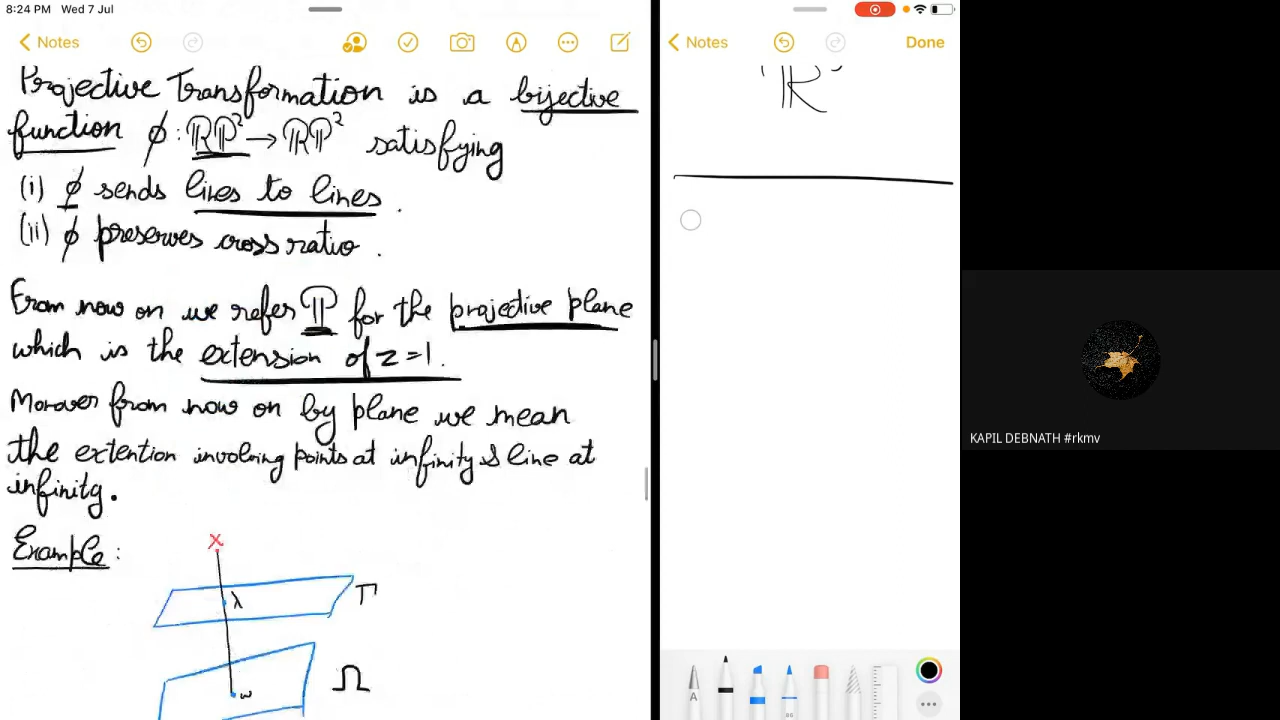 8:24 PM Wed 7 Jul
Notes
Notes
Done
Projective Transformation is a bijective
function ϕ : ℝℙ² → ℝℙ² satisfying
(i) ϕ sends lines to lines.
(ii) ϕ preserves cross ratio.
From now on we refer ℙ for the projective plane
which is the extension of z=1.
Morover from now on by plane we mean
the extention involving points at infinity & line at
infinity.
Example:
X
λ
Π
Ω
ω
ℝ
A
KAPIL DEBNATH #rkmv